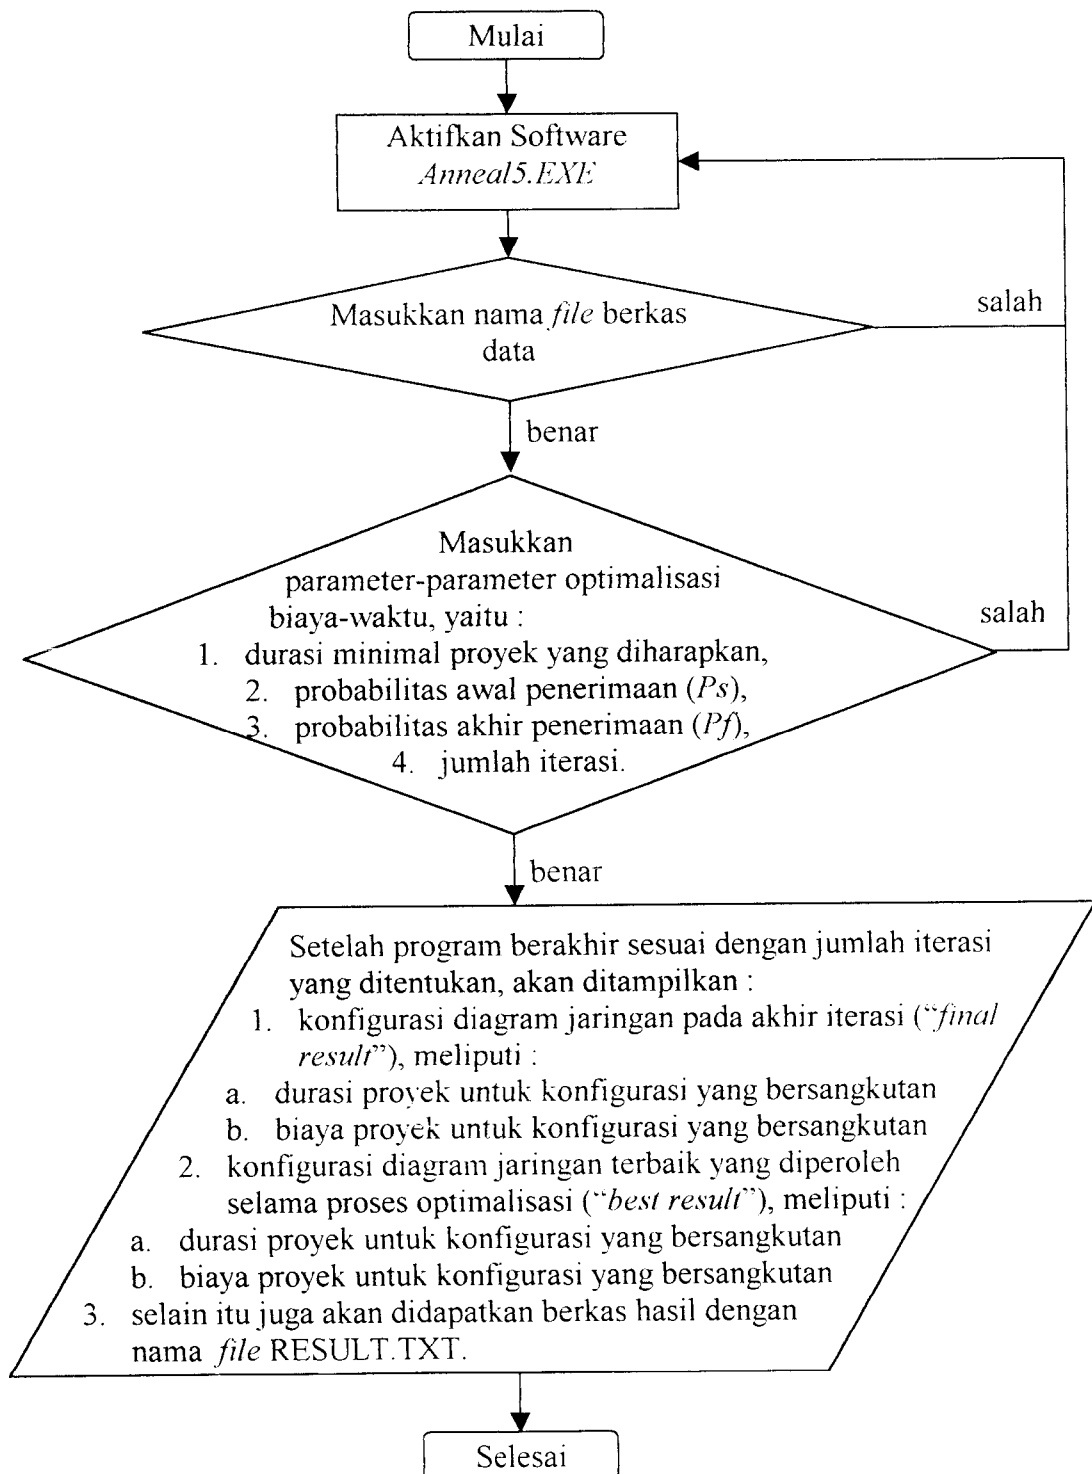 Mulai
Aktifkan Software
Anneal5.EXE
Masukkan nama file berkas
data
salah
benar
Masukkan
parameter-parameter optimalisasi
biaya-waktu, yaitu :
1. durasi minimal proyek yang diharapkan,
2. probabilitas awal penerimaan (Ps),
3. probabilitas akhir penerimaan (Pf),
4. jumlah iterasi.
salah
benar
Setelah program berakhir sesuai dengan jumlah iterasi
yang ditentukan, akan ditampilkan :
1. konfigurasi diagram jaringan pada akhir iterasi (“final
result”), meliputi :
a. durasi proyek untuk konfigurasi yang bersangkutan
b. biaya proyek untuk konfigurasi yang bersangkutan
2. konfigurasi diagram jaringan terbaik yang diperoleh
selama proses optimalisasi (“best result”), meliputi :
a. durasi proyek untuk konfigurasi yang bersangkutan
b. biaya proyek untuk konfigurasi yang bersangkutan
3. selain itu juga akan didapatkan berkas hasil dengan
nama file RESULT.TXT.
Selesai